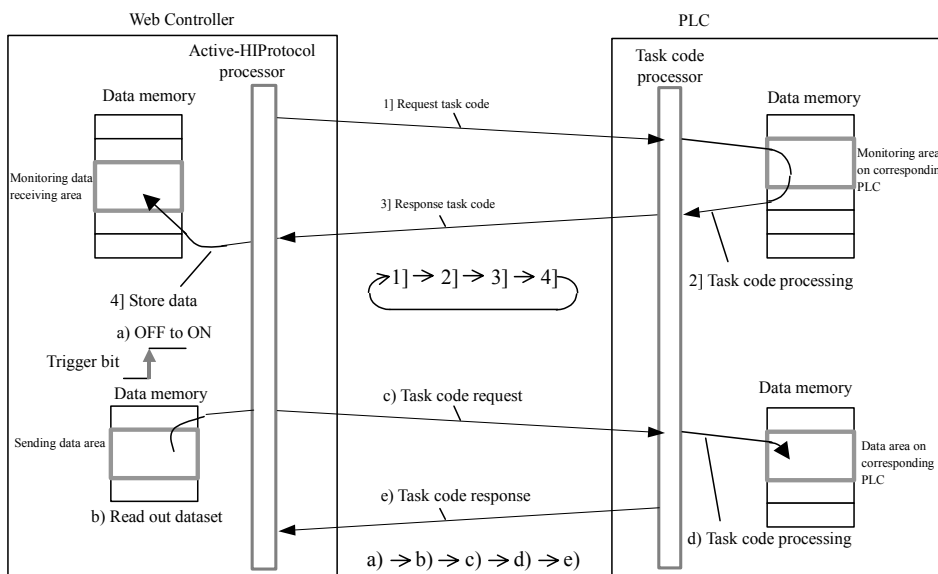 Web Controller
PLC
Active-HIProtocol
processor
Task code
processor
Data memory
1] Request task code
Data memory
Monitoring data
receiving area
Monitoring area
on corresponding
PLC
3] Response task code
4] Store data
1] → 2] → 3] → 4]
2] Task code processing
a) OFF to ON
Trigger bit
Data memory
c) Task code request
Data memory
Sending data area
Data area on
corresponding
PLC
b) Read out dataset
e) Task code response
d) Task code processing
a) → b) → c) → d) → e)